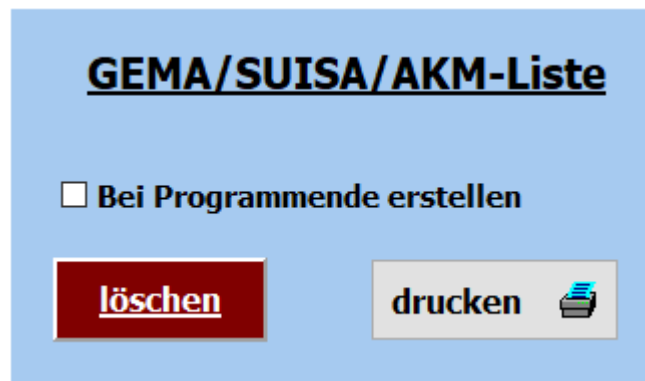 GEMA/SUISA/AKM-Liste
Bei Programmende erstellen
löschen
drucken